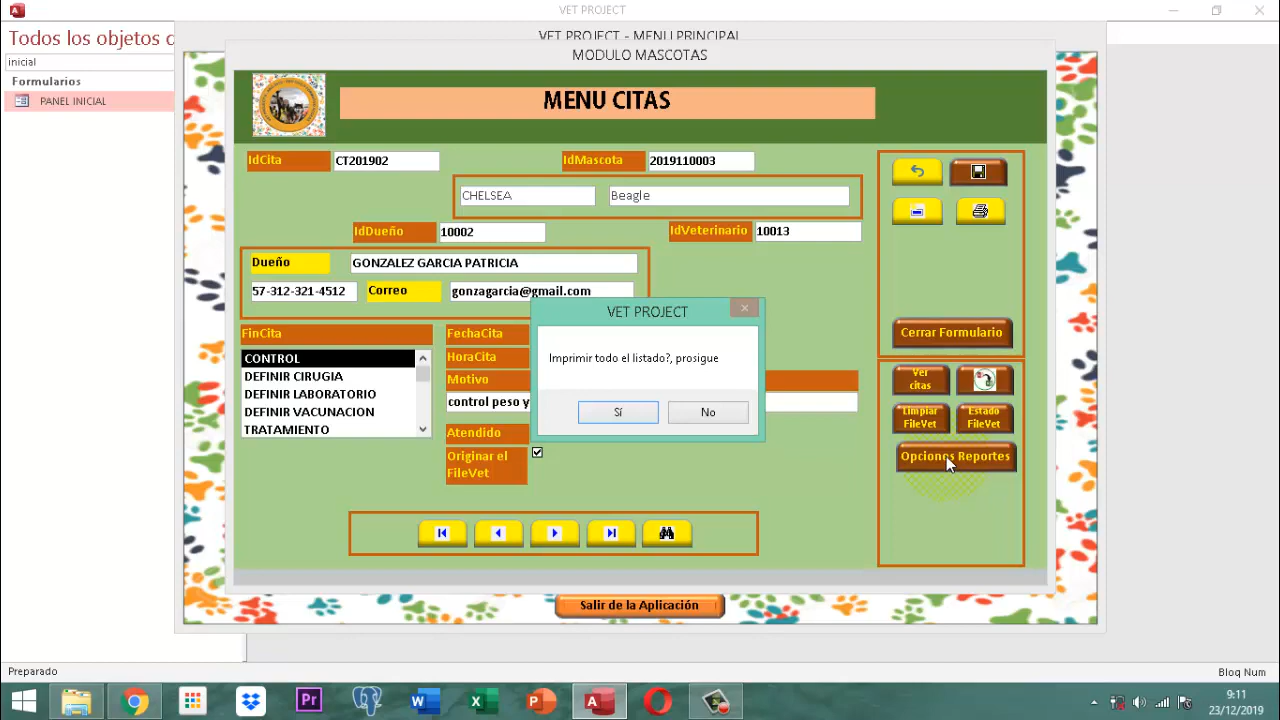 VET PROJECT
Todos los objetos d
VET PROJECT - MENU PRINCIPAL
MODULO MASCOTAS
inicial
Formularios
PANEL INICIAL
MENU CITAS
IdCita CT201902 IdMascota 2019110003
CHELSEA Beagle
IdDueño 10002 IdVeterinario 10013
Dueño GONZALEZ GARCIA PATRICIA
57-312-321-4512 Correo gonzagarcia@gmail.com
FinCita FechaCita
CONTROL
DEFINIR CIRUGIA
DEFINIR LABORATORIO
DEFINIR VACUNACION
TRATAMIENTO
HoraCita
Motivo
control peso y
Atendido
Originar el
FileVet
VET PROJECT
Imprimir todo el listado?, prosigue
Sí No
Cerrar Formulario
Ver
citas
Limpiar
FileVet
Estado
FileVet
Opciones Reportes
Salir de la Aplicación
Preparado Bloq Num
Pr
9:11
23/12/2019